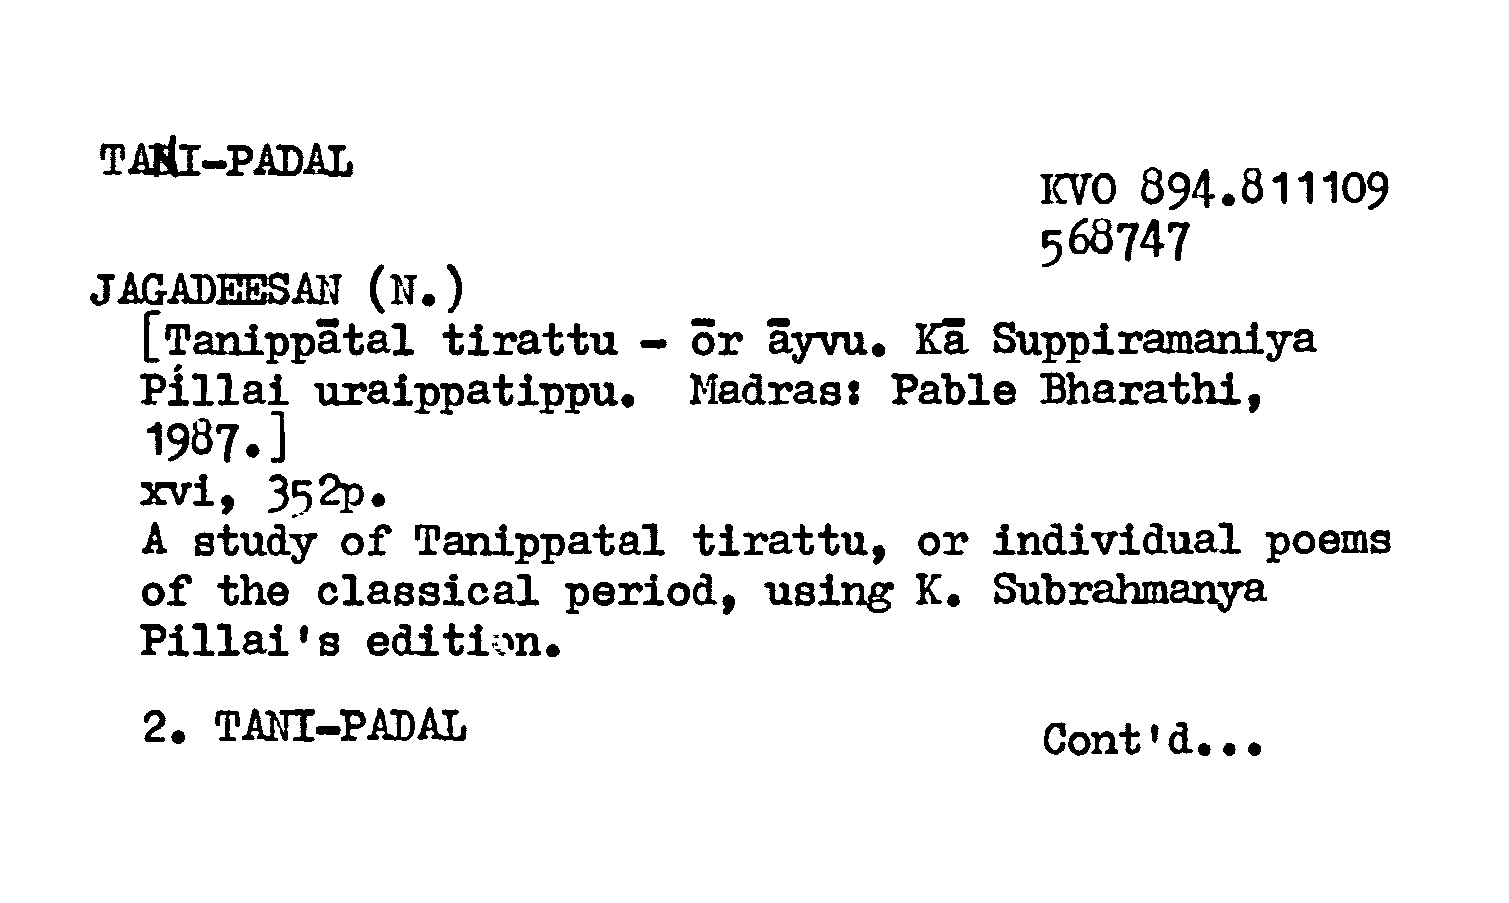 TANI-PADAL
KVO 894.811109
568747
JAGADEESAN (N.)
[Tanippātal tirattu - ōr āyvu. Kā Suppiramaniya
Pillai uraippatippu. Madras: Pable Bharathi,
1987.]
xvi, 352p.
A study of Tanippatal tirattu, or individual poems
of the classical period, using K. Subrahmanya
Pillai's edition.
2. TANI-PADAL
Cont'd...